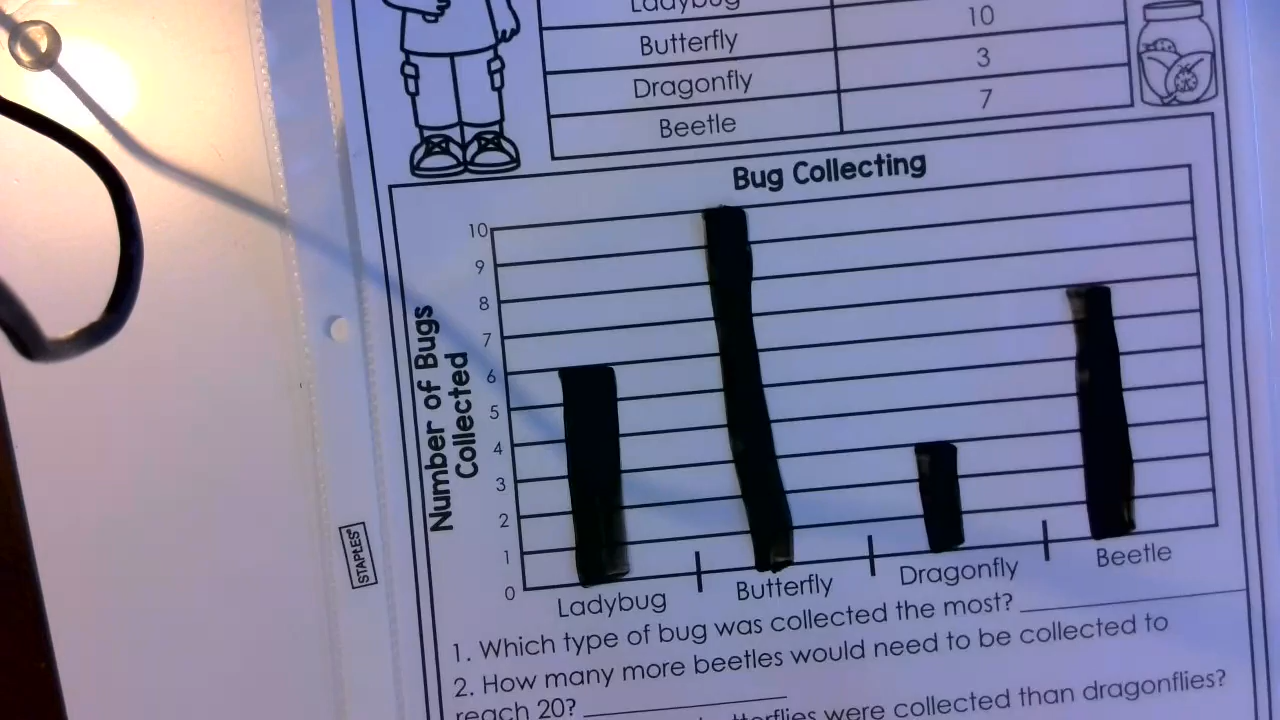 Ladybug
10
Butterfly
3
Dragonfly
7
Beetle
Bug Collecting
Number of Bugs
Collected
10
9
8
7
6
5
4
3
2
1
0
Ladybug
Butterfly
Dragonfly
Beetle
STAPLES
1. Which type of bug was collected the most?
2. How many more beetles would need to be collected to
reach 20?
were collected than dragonflies?